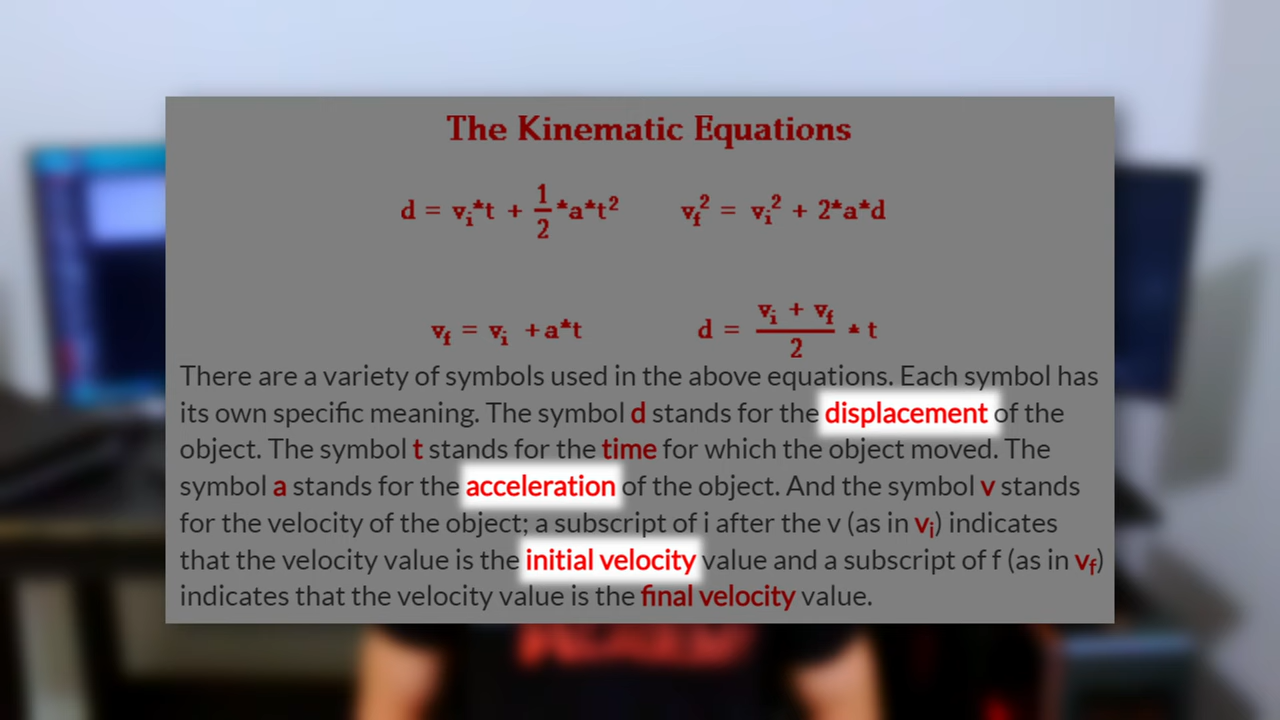 The Kinematic Equations
d = vᵢ*t + 1/2*a*t²    v_f² = vᵢ² + 2*a*d
v_f = vᵢ +a*t    d = (vᵢ + v_f)/2 * t
There are a variety of symbols used in the above equations. Each symbol has
its own specific meaning. The symbol d stands for the displacement of the
object. The symbol t stands for the time for which the object moved. The
symbol a stands for the acceleration of the object. And the symbol v stands
for the velocity of the object; a subscript of i after the v (as in vᵢ) indicates
that the velocity value is the initial velocity value and a subscript of f (as in v_f)
indicates that the velocity value is the final velocity value.